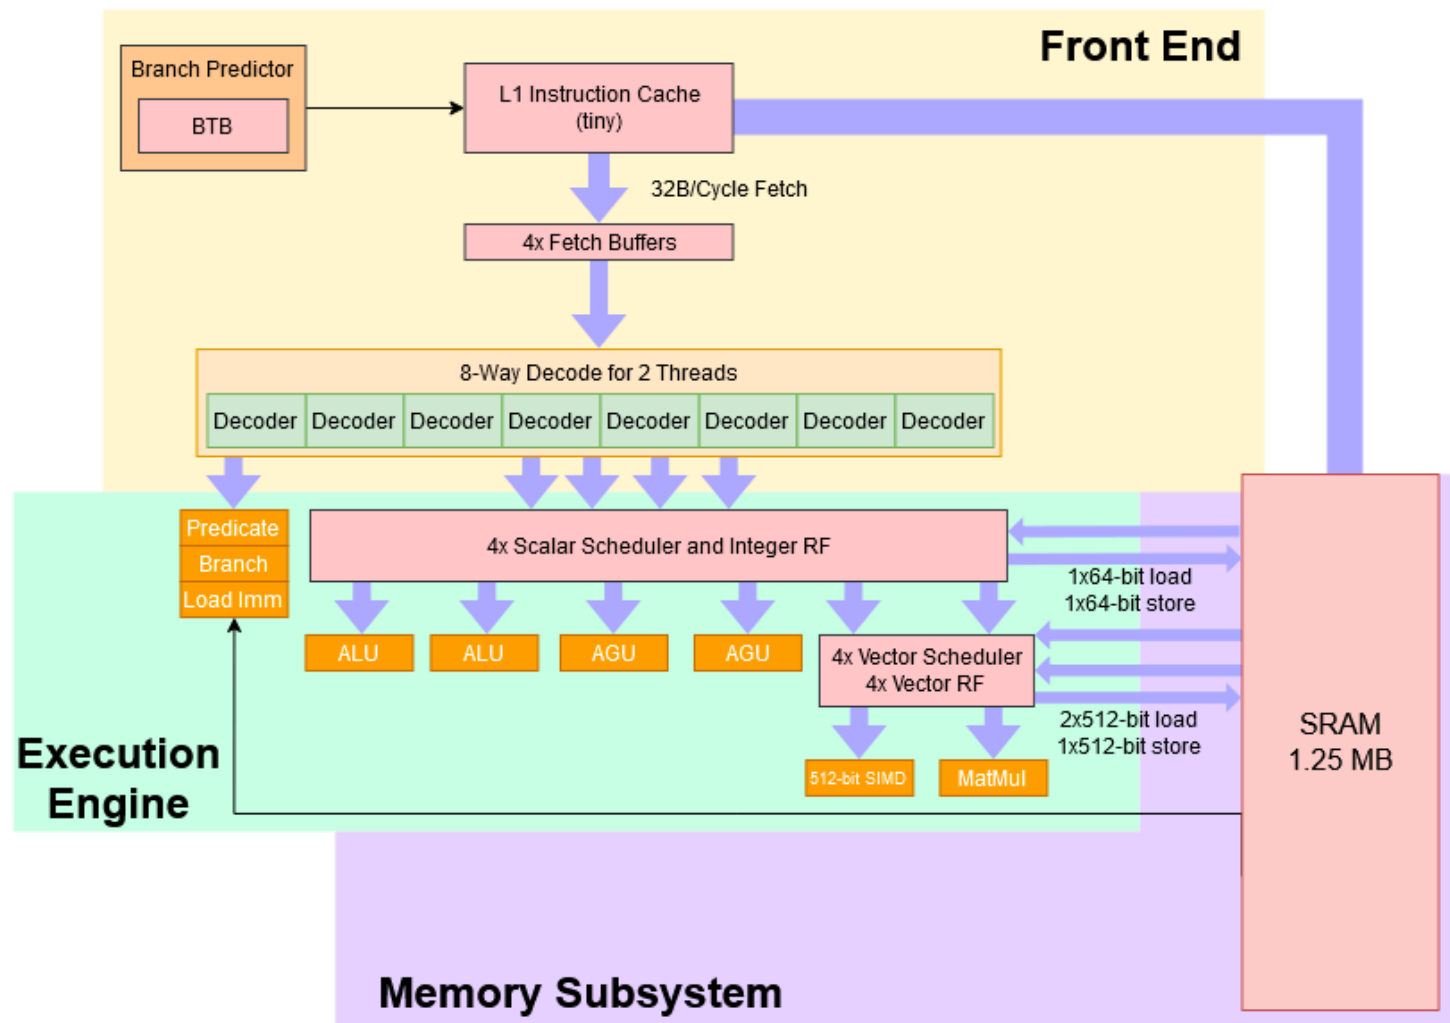 Front End
Branch Predictor
BTB
L1 Instruction Cache
(tiny)
32B/Cycle Fetch
4x Fetch Buffers
8-Way Decode for 2 Threads
Decoder Decoder Decoder Decoder Decoder Decoder Decoder Decoder
Predicate
Branch
Load Imm
4x Scalar Scheduler and Integer RF
1x64-bit load
1x64-bit store
ALU ALU AGU AGU
4x Vector Scheduler
4x Vector RF
2x512-bit load
1x512-bit store
512-bit SIMD MatMul
SRAM
1.25 MB
Execution
Engine
Memory Subsystem